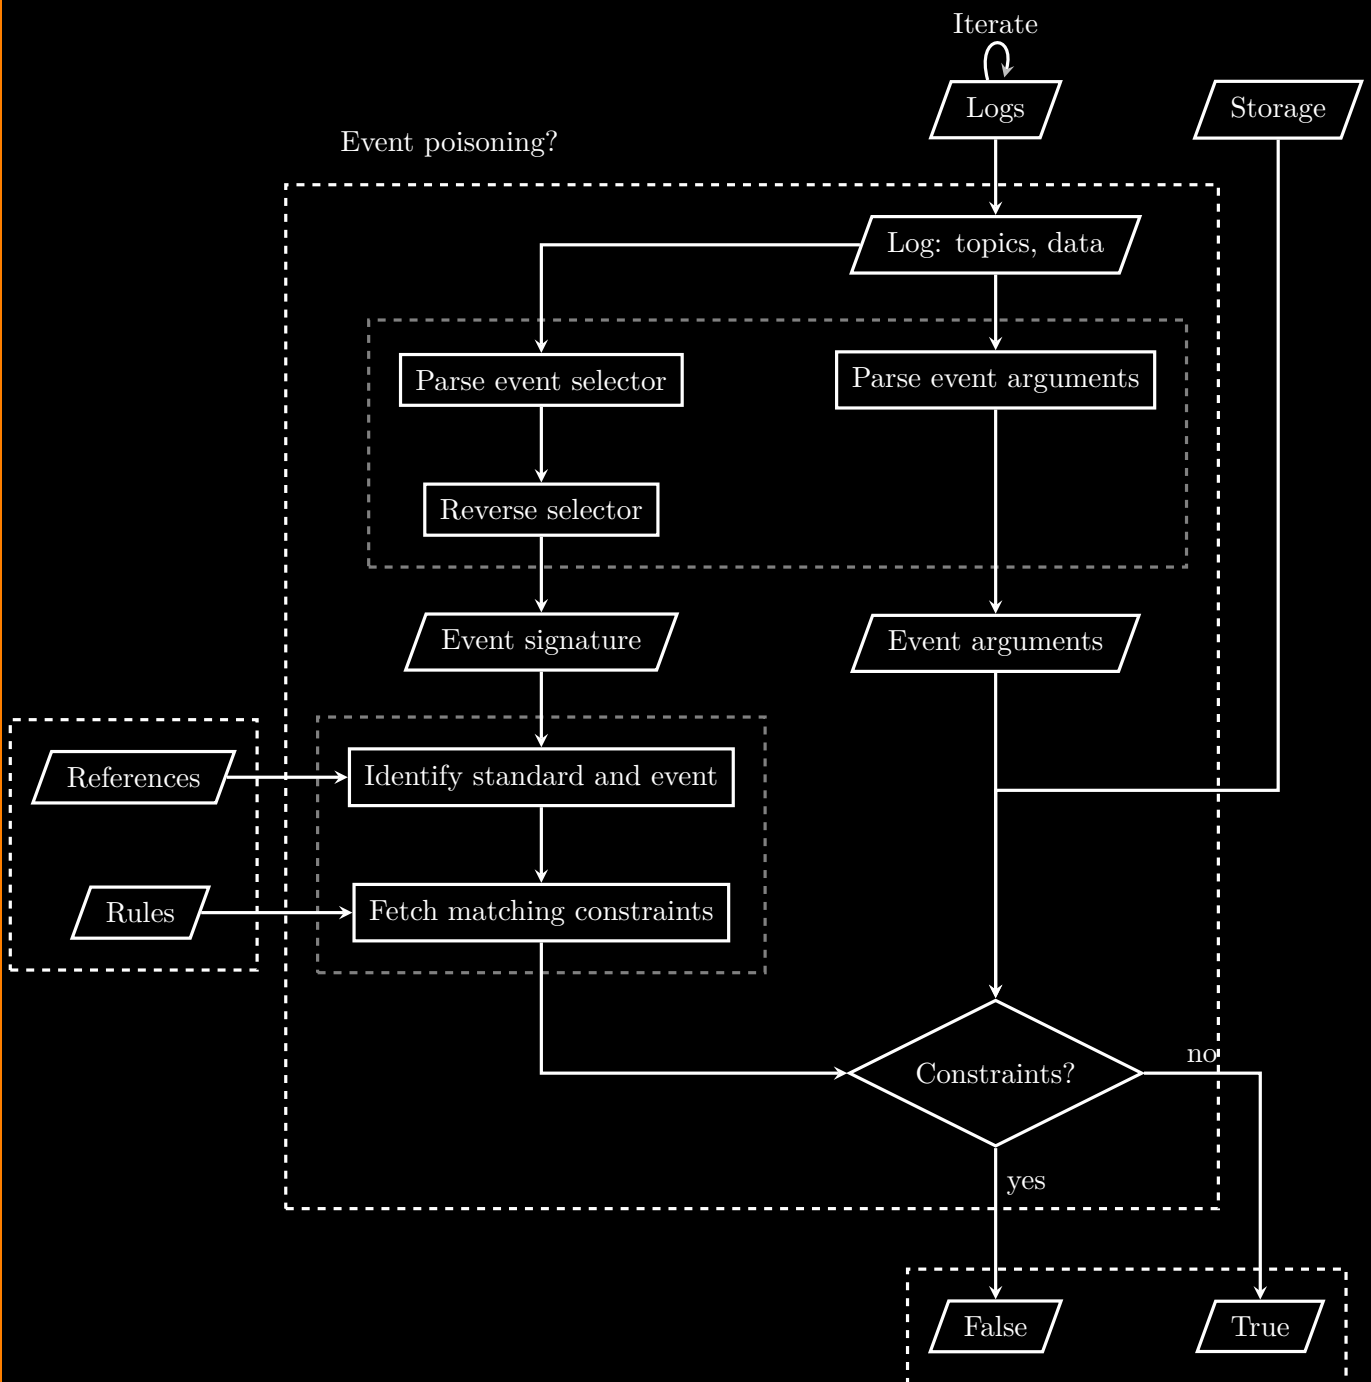 Iterate
Logs
Storage
Event poisoning?
Log: topics, data
Parse event selector
Parse event arguments
Reverse selector
Event signature
Event arguments
References
Identify standard and event
Rules
Fetch matching constraints
Constraints?
no
yes
False
True